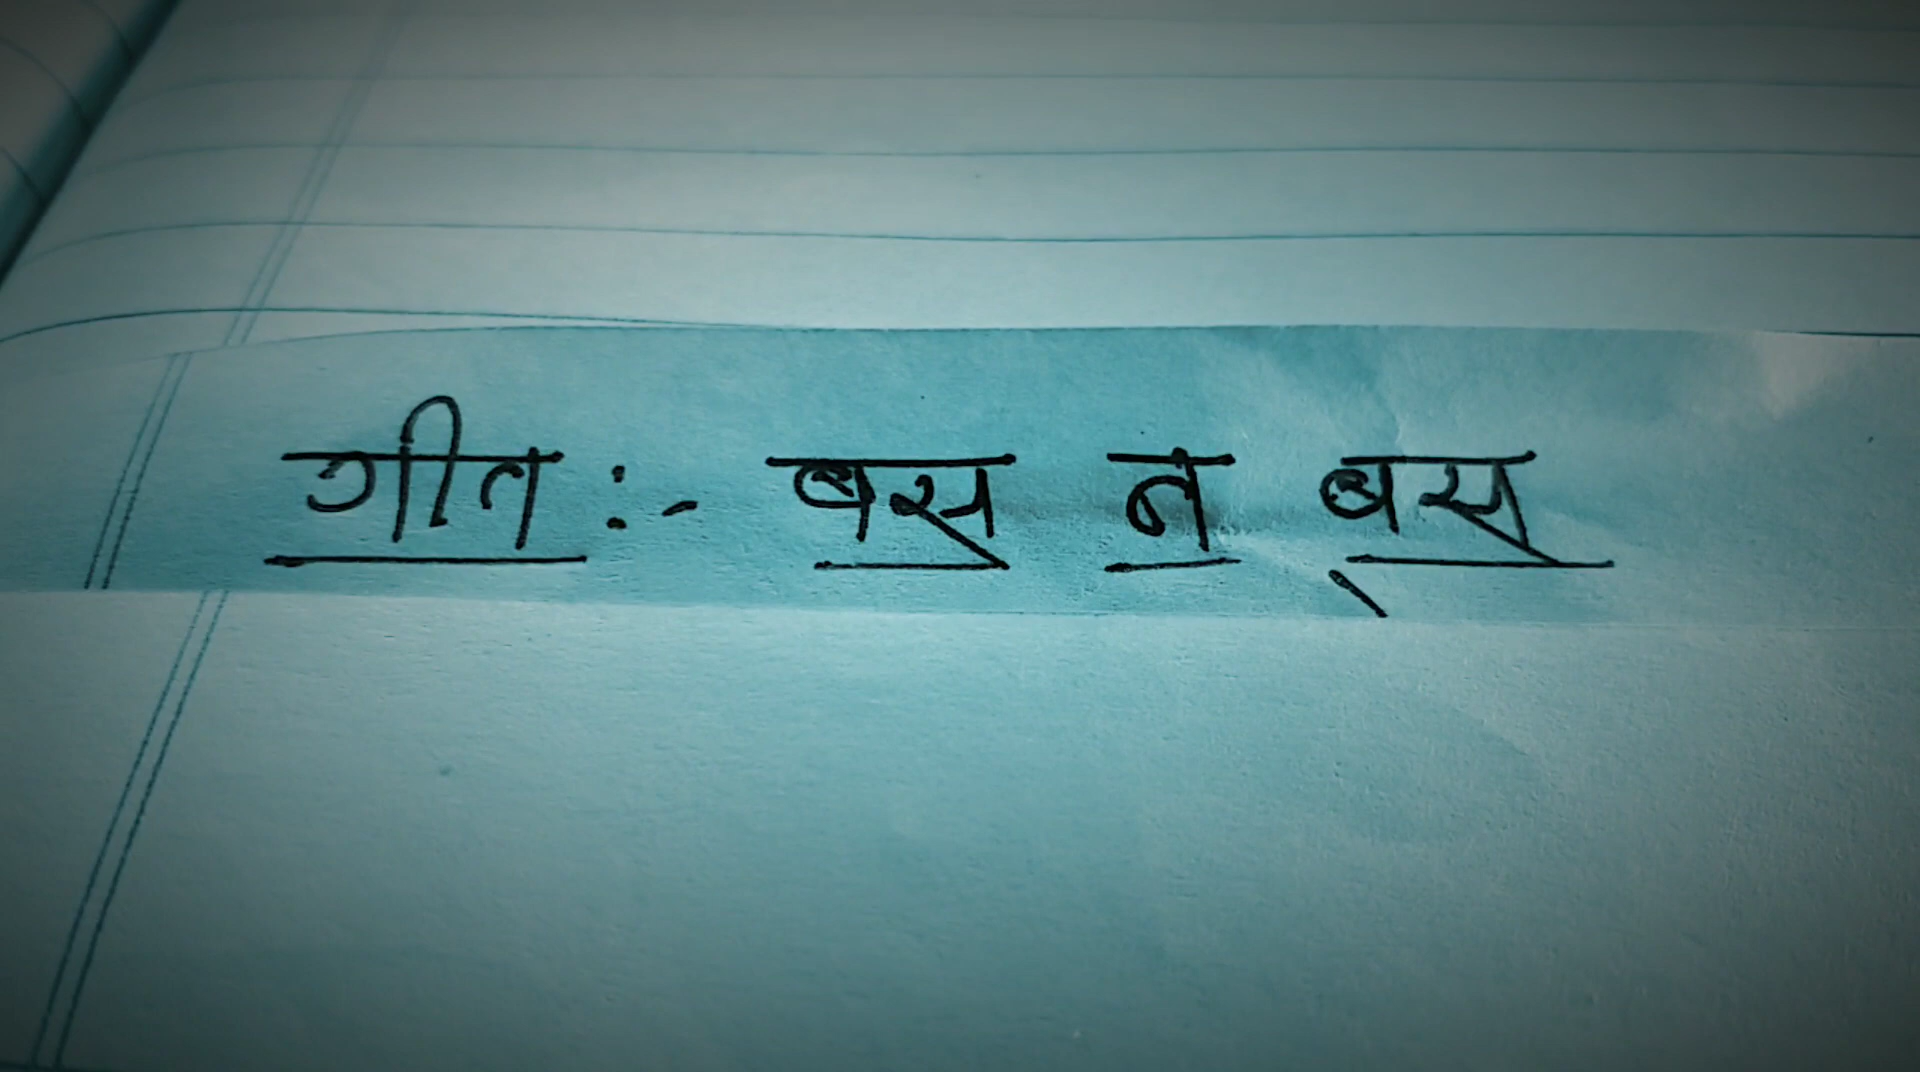 गीत :- बस न बस्